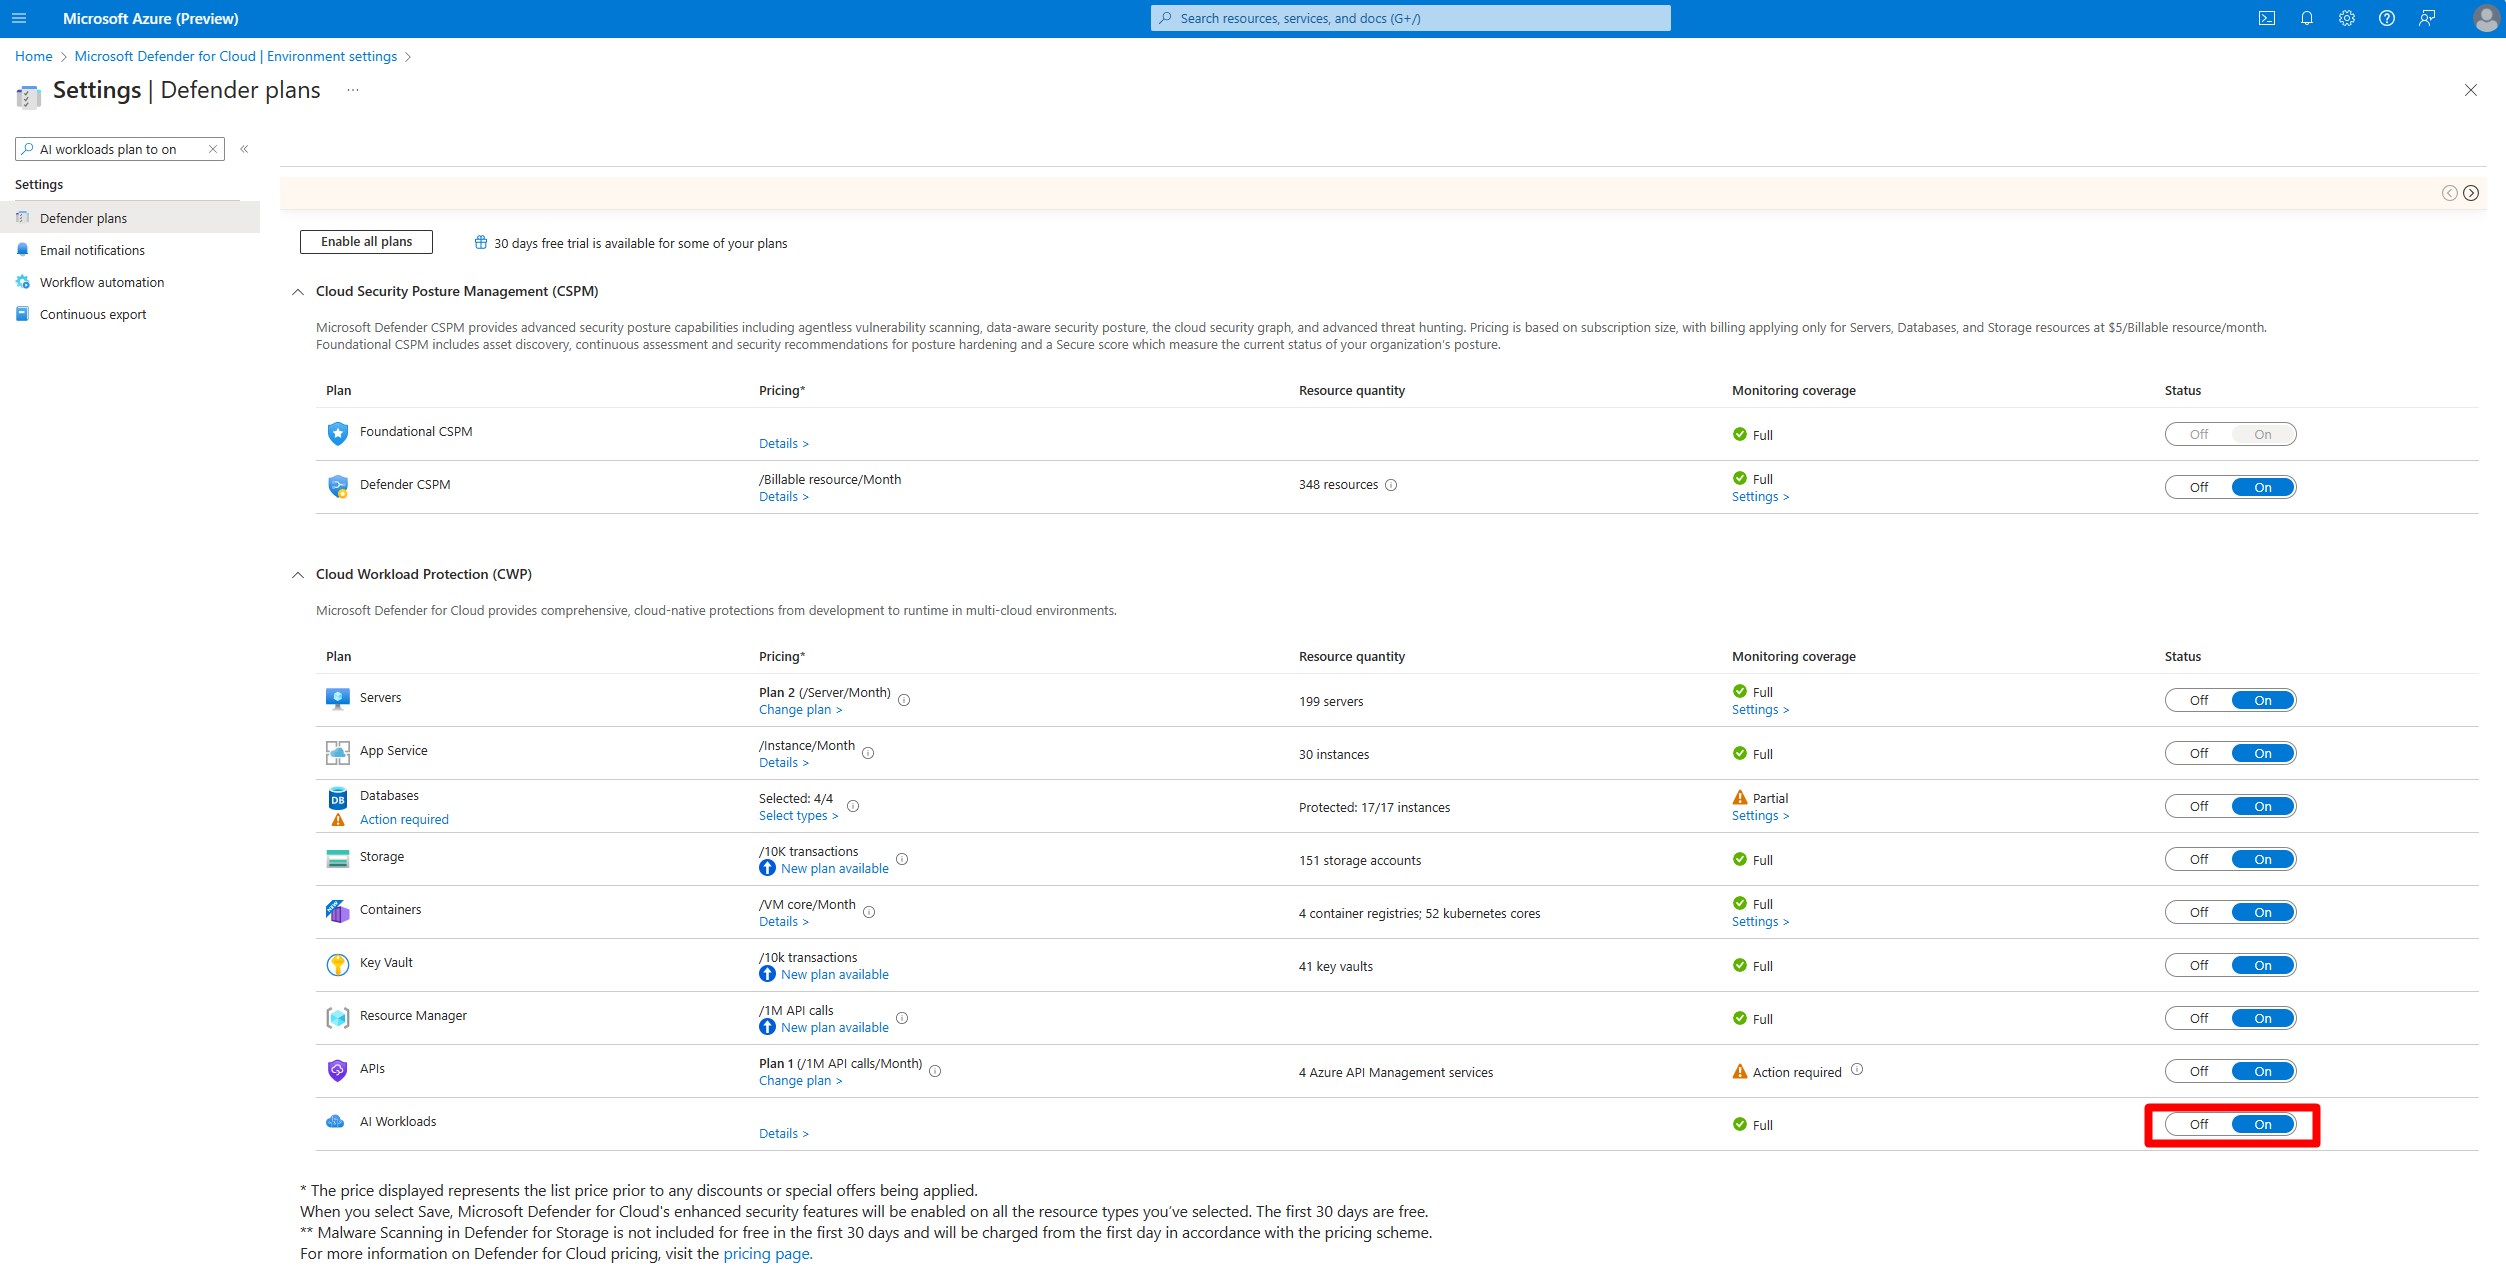 Microsoft Azure (Preview)
Search resources, services, and docs (G+/)
Home > Microsoft Defender for Cloud | Environment settings >
Settings | Defender plans ...
AI workloads plan to on
Settings
Defender plans
Email notifications
Workflow automation
Continuous export
Enable all plans
30 days free trial is available for some of your plans
Cloud Security Posture Management (CSPM)
Microsoft Defender CSPM provides advanced security posture capabilities including agentless vulnerability scanning, data-aware security posture, the cloud security graph, and advanced threat hunting. Pricing is based on subscription size, with billing applying only for Servers, Databases, and Storage resources at $5/Billable resource/month.
Foundational CSPM includes asset discovery, continuous assessment and security recommendations for posture hardening and a Secure score which measure the current status of your organization's posture.
Plan Pricing* Resource quantity Monitoring coverage Status
Foundational CSPM Details > Full Off On
Defender CSPM /Billable resource/Month 348 resources Full Off On
Details > Settings >
Cloud Workload Protection (CWP)
Microsoft Defender for Cloud provides comprehensive, cloud-native protections from development to runtime in multi-cloud environments.
Plan Pricing* Resource quantity Monitoring coverage Status
Servers Plan 2 (/Server/Month) 199 servers Full Off On
Change plan > Settings >
App Service /Instance/Month 30 instances Full Off On
Details >
Databases Selected: 4/4 Protected: 17/17 instances Partial Off On
Action required Select types > Settings >
Storage /10K transactions 151 storage accounts Full Off On
New plan available
Containers /VM core/Month 4 container registries; 52 kubernetes cores Full Off On
Details > Settings >
Key Vault /10k transactions 41 key vaults Full Off On
New plan available
Resource Manager /1M API calls Full Off On
New plan available
APIs Plan 1 (/1M API calls/Month) 4 Azure API Management services Action required Off On
Change plan >
AI Workloads Details > Full Off On
* The price displayed represents the list price prior to any discounts or special offers being applied.
When you select Save, Microsoft Defender for Cloud's enhanced security features will be enabled on all the resource types you've selected. The first 30 days are free.
** Malware Scanning in Defender for Storage is not included for free in the first 30 days and will be charged from the first day in accordance with the pricing scheme.
For more information on Defender for Cloud pricing, visit the pricing page.